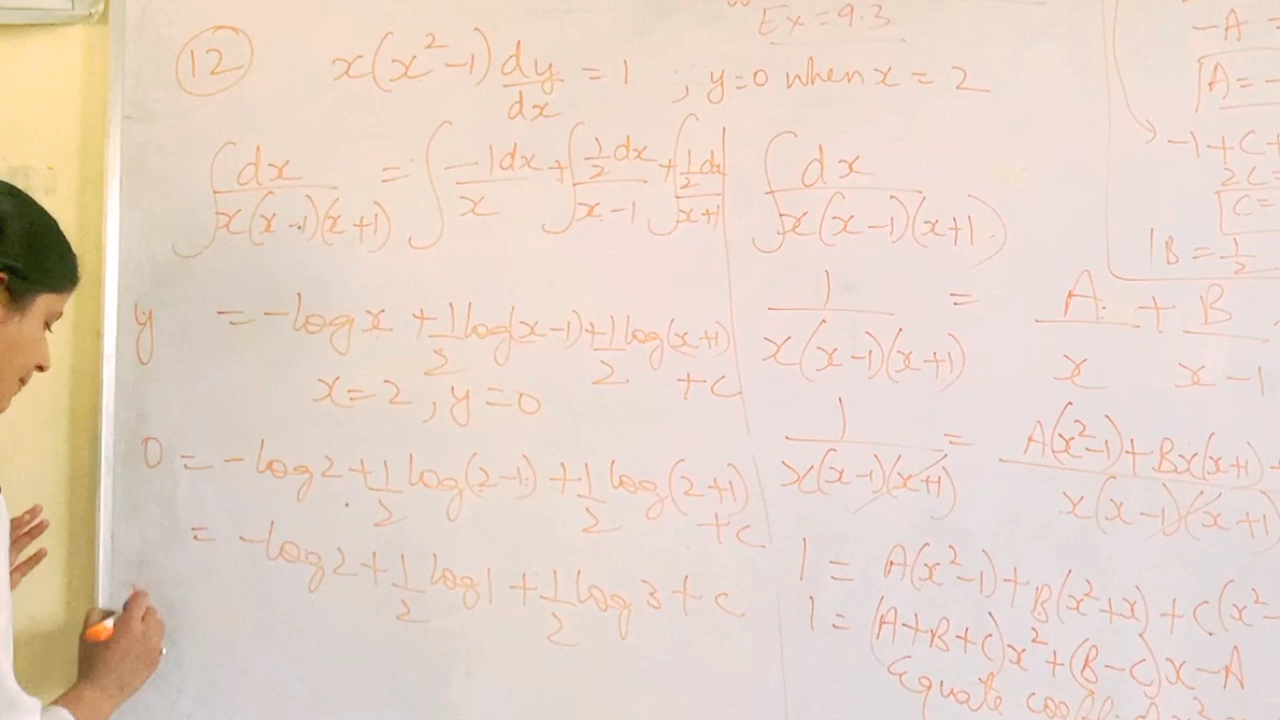 Ex = 9.3
(12) x(x²-1) dy/dx = 1 ; y=0 when x = 2
∫ dx / x(x-1)(x+1) = ∫ -1dx / x + ∫ 1/2 dx / x-1 + ∫ 1/2 dx / x+1
y = -log x + 1/2 log(x-1) + 1/2 log(x+1) + c
x = 2 , y = 0
0 = -log 2 + 1/2 log(2-1) + 1/2 log(2+1) + c
= -log 2 + 1/2 log 1 + 1/2 log 3 + c
∫ dx / x(x-1)(x+1)
1 / x(x-1)(x+1) = A / x + B / x-1
1 / x(x-1)(x+1) = A(x²-1) + Bx(x+1) + / x(x-1)(x+1)
1 = A(x²-1) + B(x²+x) + C(x²-
1 = (A+B+C)x² + (B-C)x - A
Equate
-A =
A = -
-1 + C +
2C =
C =
B = 1/2